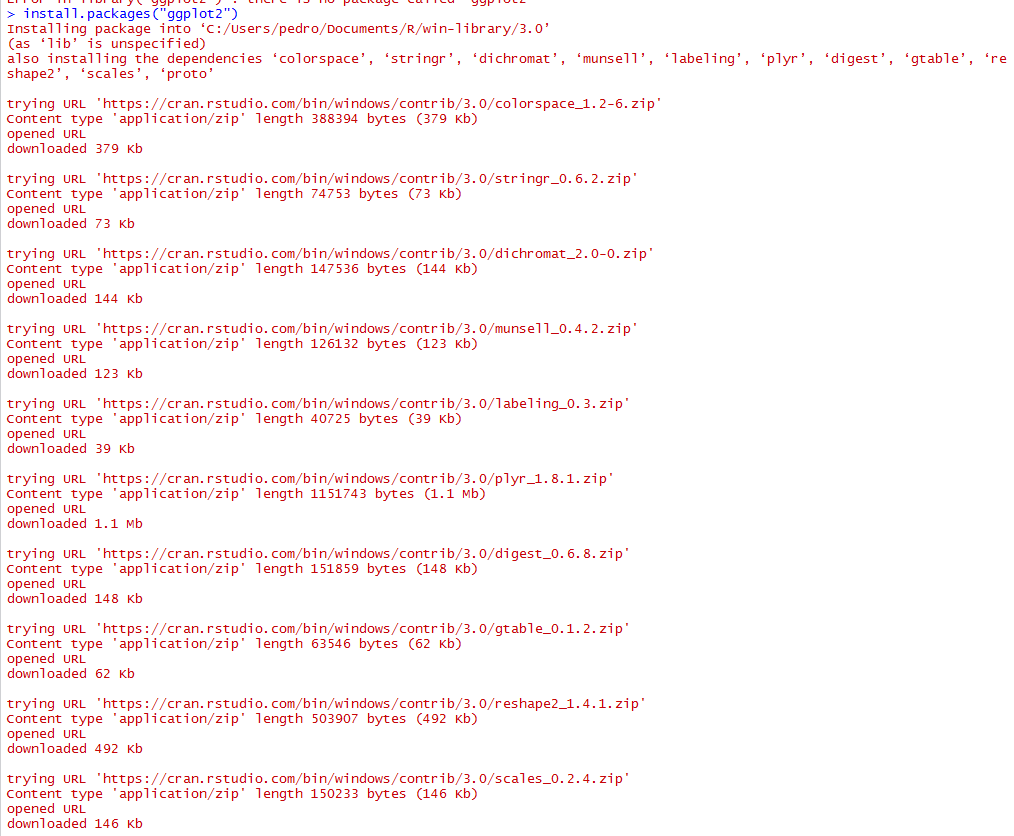 Error in library("ggplot2") : there is no package called 'ggplot2'
> install.packages("ggplot2")
Installing package into ‘C:/Users/pedro/Documents/R/win-library/3.0’
(as ‘lib’ is unspecified)
also installing the dependencies ‘colorspace’, ‘stringr’, ‘dichromat’, ‘munsell’, ‘labeling’, ‘plyr’, ‘digest’, ‘gtable’, ‘re
shape2’, ‘scales’, ‘proto’
trying URL 'https://cran.rstudio.com/bin/windows/contrib/3.0/colorspace_1.2-6.zip'
Content type 'application/zip' length 388394 bytes (379 Kb)
opened URL
downloaded 379 Kb
trying URL 'https://cran.rstudio.com/bin/windows/contrib/3.0/stringr_0.6.2.zip'
Content type 'application/zip' length 74753 bytes (73 Kb)
opened URL
downloaded 73 Kb
trying URL 'https://cran.rstudio.com/bin/windows/contrib/3.0/dichromat_2.0-0.zip'
Content type 'application/zip' length 147536 bytes (144 Kb)
opened URL
downloaded 144 Kb
trying URL 'https://cran.rstudio.com/bin/windows/contrib/3.0/munsell_0.4.2.zip'
Content type 'application/zip' length 126132 bytes (123 Kb)
opened URL
downloaded 123 Kb
trying URL 'https://cran.rstudio.com/bin/windows/contrib/3.0/labeling_0.3.zip'
Content type 'application/zip' length 40725 bytes (39 Kb)
opened URL
downloaded 39 Kb
trying URL 'https://cran.rstudio.com/bin/windows/contrib/3.0/plyr_1.8.1.zip'
Content type 'application/zip' length 1151743 bytes (1.1 Mb)
opened URL
downloaded 1.1 Mb
trying URL 'https://cran.rstudio.com/bin/windows/contrib/3.0/digest_0.6.8.zip'
Content type 'application/zip' length 151859 bytes (148 Kb)
opened URL
downloaded 148 Kb
trying URL 'https://cran.rstudio.com/bin/windows/contrib/3.0/gtable_0.1.2.zip'
Content type 'application/zip' length 63546 bytes (62 Kb)
opened URL
downloaded 62 Kb
trying URL 'https://cran.rstudio.com/bin/windows/contrib/3.0/reshape2_1.4.1.zip'
Content type 'application/zip' length 503907 bytes (492 Kb)
opened URL
downloaded 492 Kb
trying URL 'https://cran.rstudio.com/bin/windows/contrib/3.0/scales_0.2.4.zip'
Content type 'application/zip' length 150233 bytes (146 Kb)
opened URL
downloaded 146 Kb